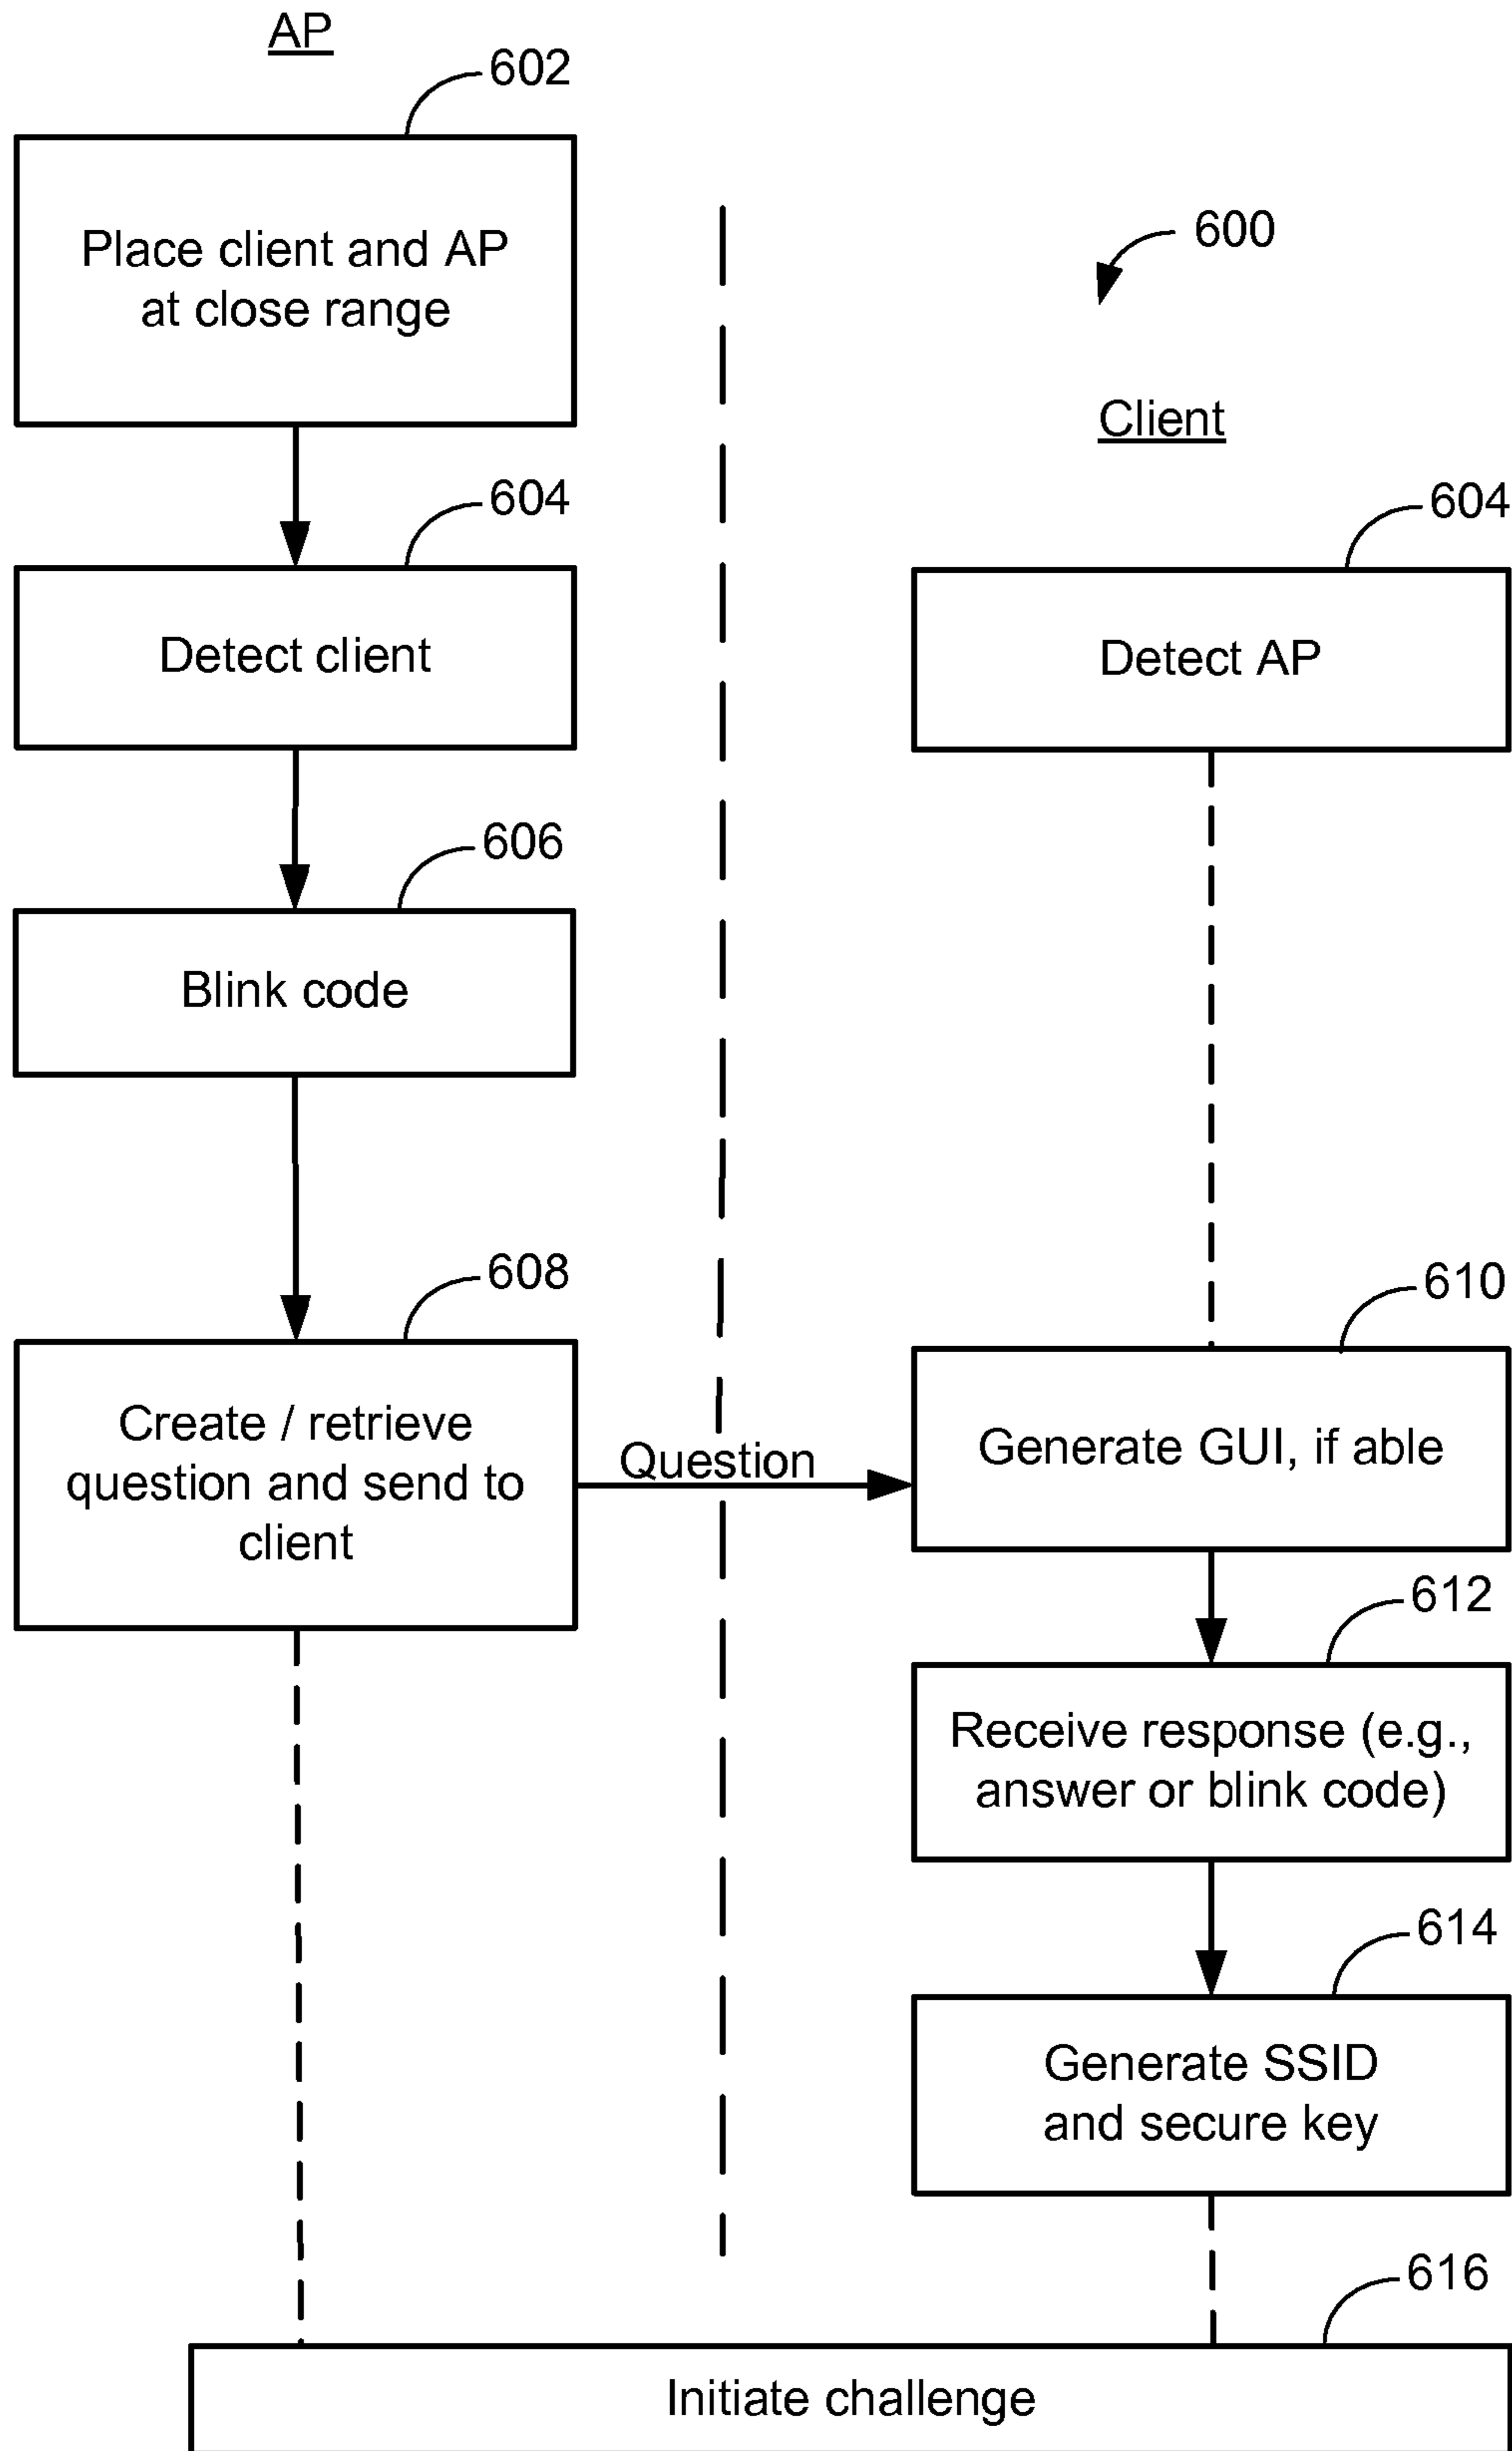 AP
602
Place client and AP
at close range
600
Client
604
Detect client
604
Detect AP
606
Blink code
608
Create / retrieve
question and send to
client
Question
610
Generate GUI, if able
612
Receive response (e.g.,
answer or blink code)
614
Generate SSID
and secure key
616
Initiate challenge